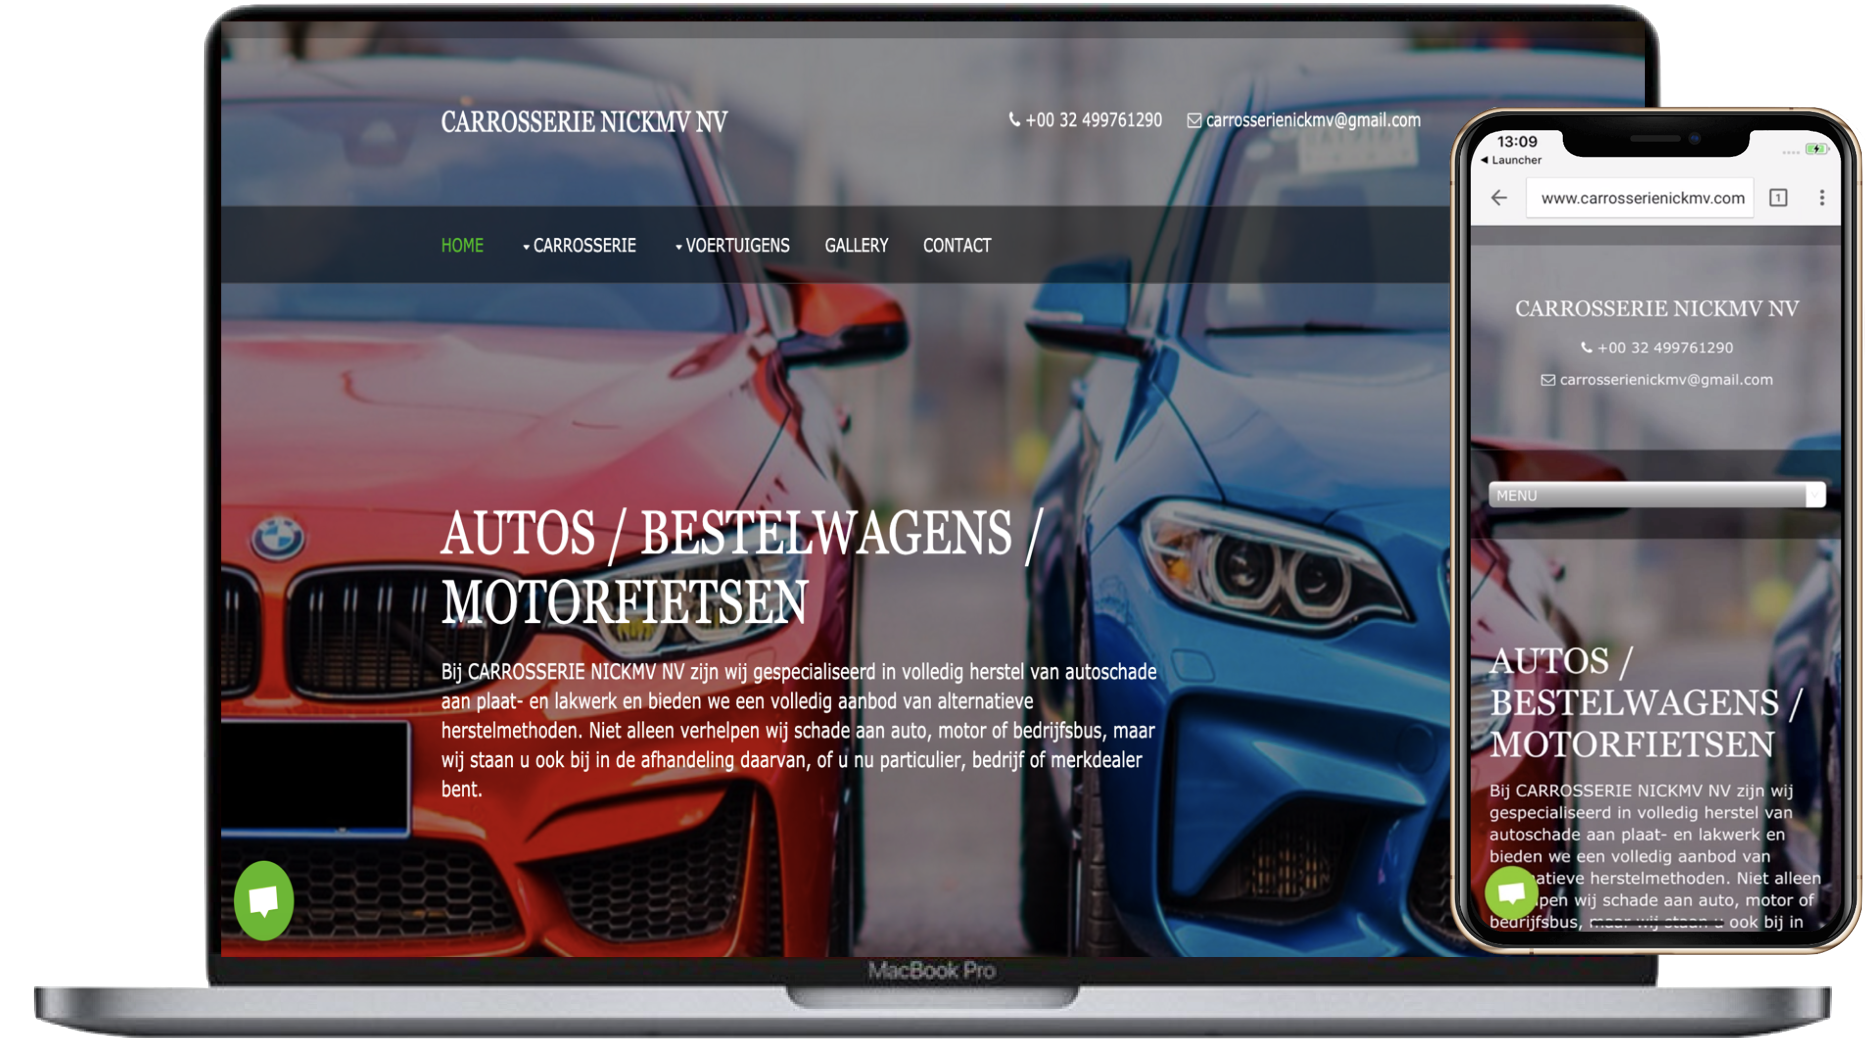 CARROSSERIE NICKMV NV
+00 32 499761290
carrosserienickmv@gmail.com
HOME
CARROSSERIE
VOERTUIGENS
GALLERY
CONTACT
AUTOS / BESTELWAGENS /
MOTORFIETSEN
Bij CARROSSERIE NICKMV NV zijn wij gespecialiseerd in volledig herstel van autoschade
aan plaat- en lakwerk en bieden we een volledig aanbod van alternatieve
herstelmethoden. Niet alleen verhelpen wij schade aan auto, motor of bedrijfsbus, maar
wij staan u ook bij in de afhandeling daarvan, of u nu particulier, bedrijf of merkdealer
bent.
MacBook Pro
13:09
Launcher
www.carrosserienickmv.com
1
CARROSSERIE NICKMV NV
+00 32 499761290
carrosserienickmv@gmail.com
MENU
AUTOS /
BESTELWAGENS /
MOTORFIETSEN
Bij CARROSSERIE NICKMV NV zijn wij
gespecialiseerd in volledig herstel van
autoschade aan plaat- en lakwerk en
bieden we een volledig aanbod van
atieve herstelmethoden. Niet alleen
pen wij schade aan auto, motor of
bedrijfsbus, maar wij staan u ook bij in